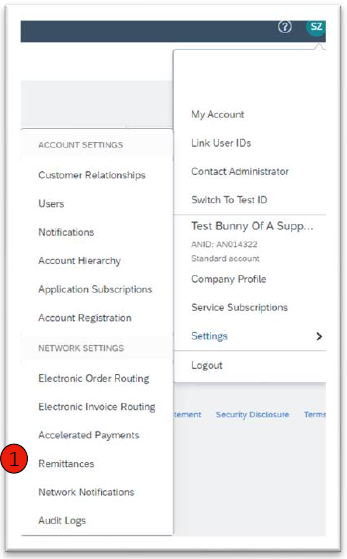 SZ
My Account
Link User IDs
Contact Administrator
Switch To Test ID
Test Bunny Of A Supp...
ANID: AN014322
Standard account
Company Profile
Service Subscriptions
Settings
Logout
ACCOUNT SETTINGS
Customer Relationships
Users
Notifications
Account Hierarchy
Application Subscriptions
Account Registration
NETWORK SETTINGS
Electronic Order Routing
Electronic Invoice Routing
Accelerated Payments
1 Remittances
Network Notifications
Audit Logs
tement Security Disclosure Terms